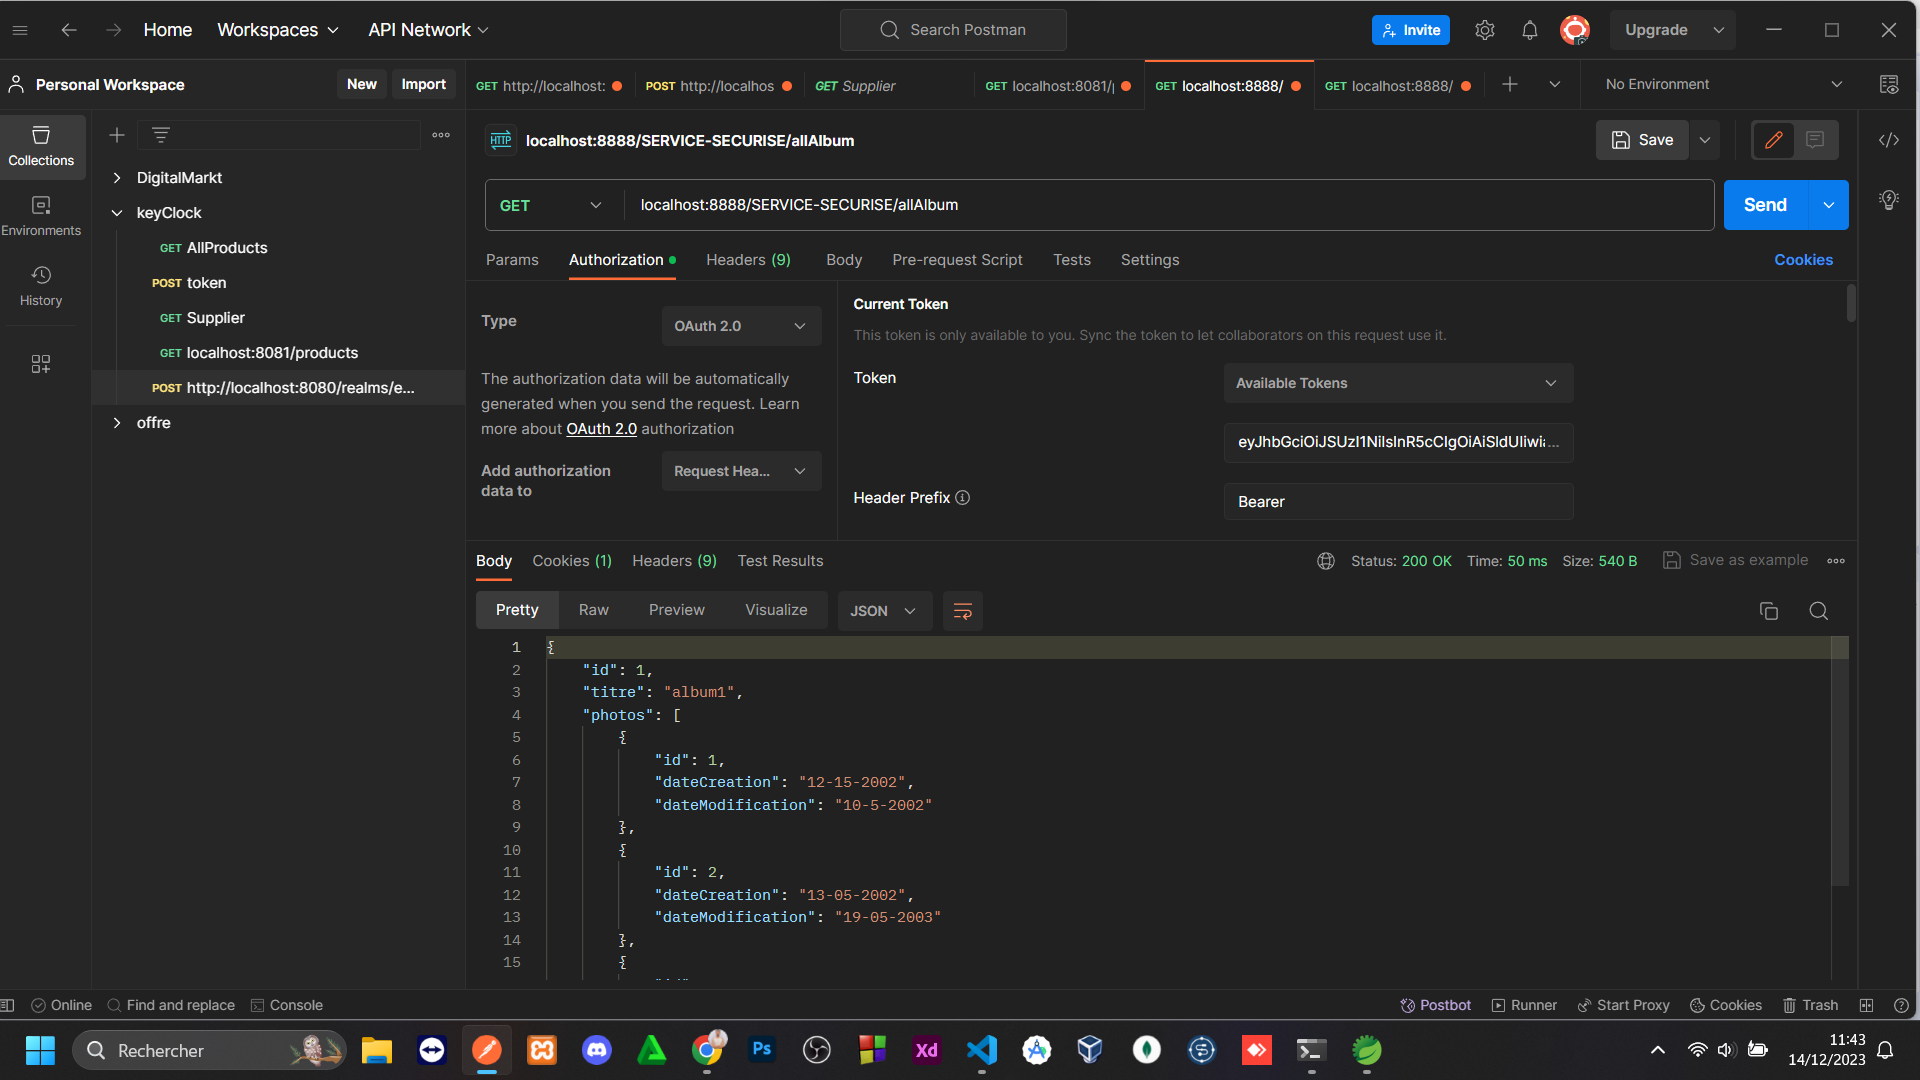 Home
Workspaces
API Network
Search Postman
Invite
Upgrade
Personal Workspace
New
Import
GET http://localhost:
POST http://localhos
GET Supplier
GET localhost:8081/
GET localhost:8888/
GET localhost:8888/
No Environment
Collections
Environments
History
DigitalMarkt
keyClock
GET AllProducts
POST token
GET Supplier
GET localhost:8081/products
POST http://localhost:8080/realms/e...
offre
HTTP
localhost:8888/SERVICE-SECURISE/allAlbum
Save
GET
localhost:8888/SERVICE-SECURISE/allAlbum
Send
Params
Authorization
Headers (9)
Body
Pre-request Script
Tests
Settings
Cookies
Type
OAuth 2.0
The authorization data will be automatically
generated when you send the request. Learn
more about OAuth 2.0 authorization
Add authorization
data to
Request Hea...
Current Token
This token is only available to you. Sync the token to let collaborators on this request use it.
Token
Available Tokens
Header Prefix
Bearer
Body
Cookies (1)
Headers (9)
Test Results
Status: 200 OK
Time: 50 ms
Size: 540 B
Save as example
Pretty
Raw
Preview
Visualize
JSON
1 {
2 "id": 1,
3 "titre": "album1",
4 "photos": [
5 {
6 "id": 1,
7 "dateCreation": "12-15-2002",
8 "dateModification": "10-5-2002"
9 },
10 {
11 "id": 2,
12 "dateCreation": "13-05-2002",
13 "dateModification": "19-05-2003"
14 },
15 {
Online
Find and replace
Console
Postbot
Runner
Start Proxy
Cookies
Trash
Rechercher
Ps
Xd
11:43
14/12/2023